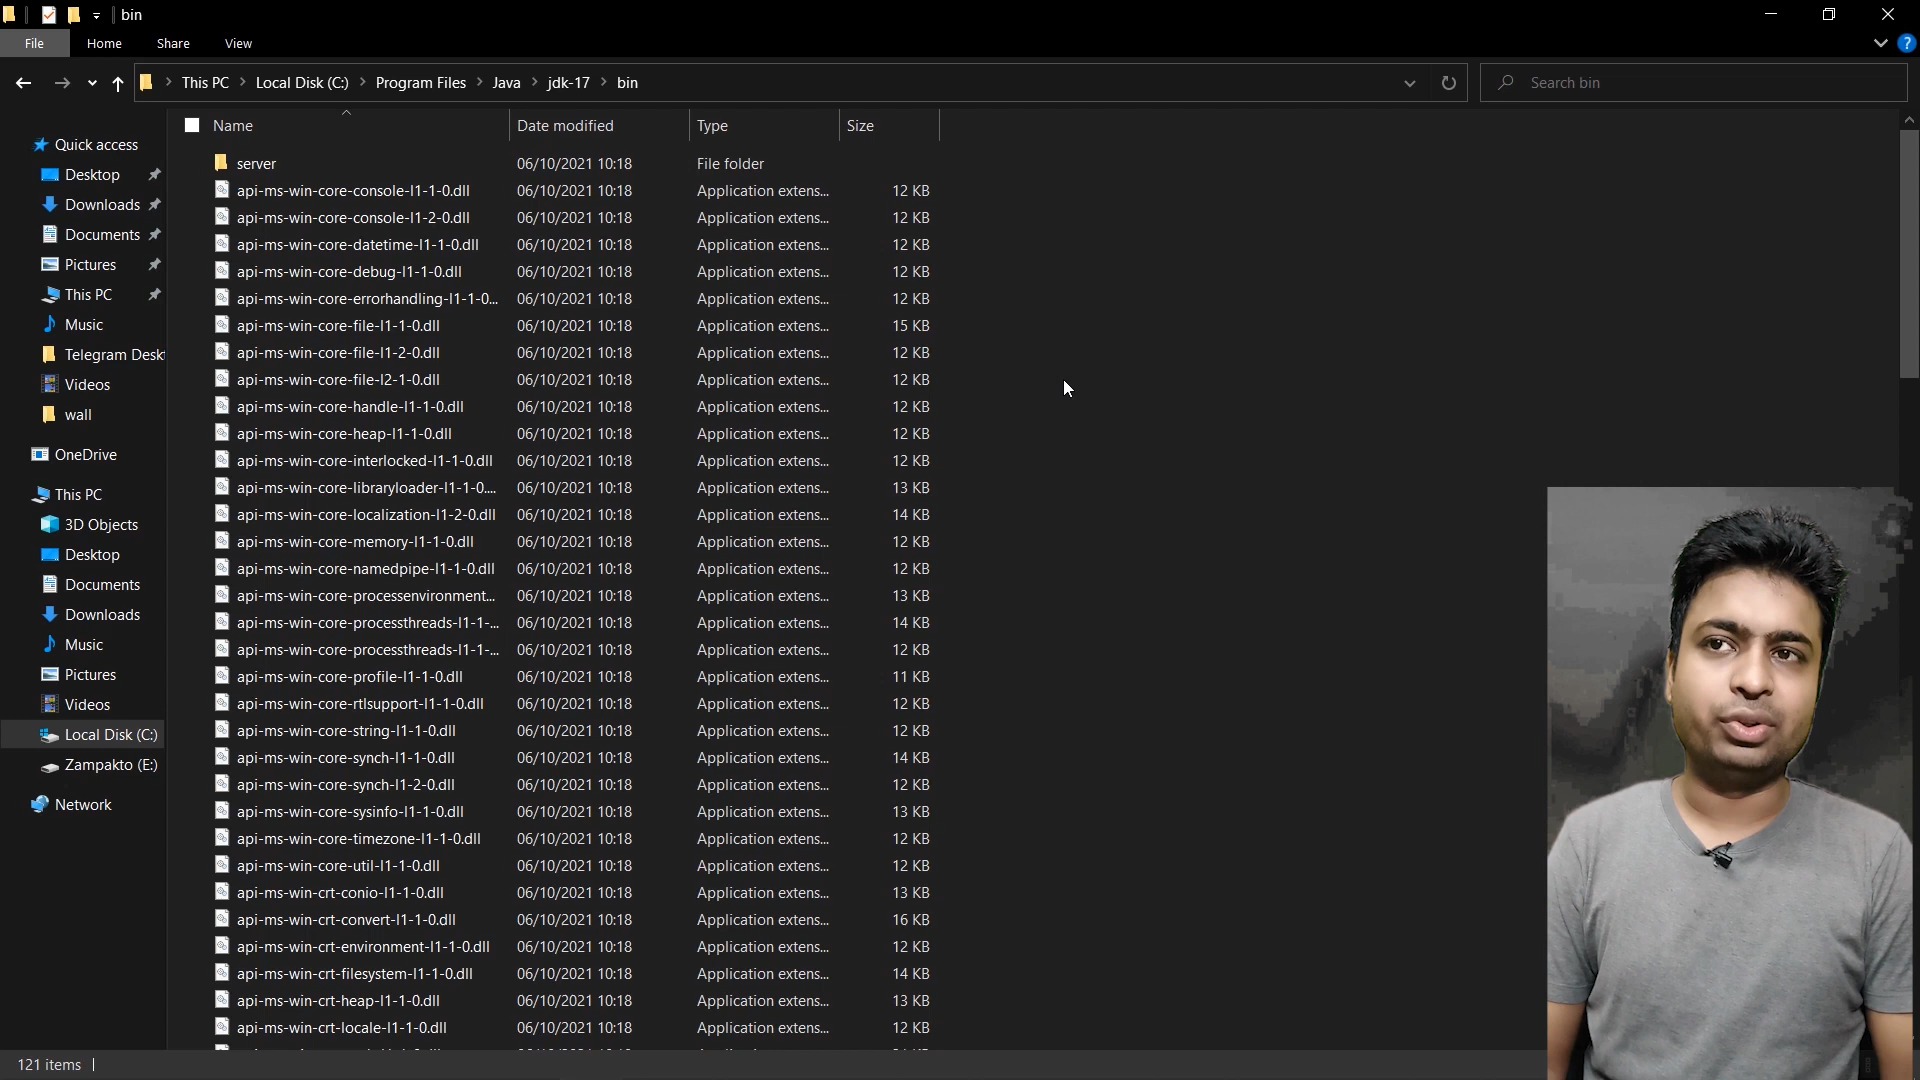 bin
File Home Share View
This PC Local Disk (C:) Program Files Java jdk-17 bin
Search bin
Name Date modified Type Size
Quick access
Desktop
Downloads
Documents
Pictures
This PC
Music
Telegram Desk
Videos
wall
OneDrive
This PC
3D Objects
Desktop
Documents
Downloads
Music
Pictures
Videos
Local Disk (C:)
Zampakto (E:)
Network
server 06/10/2021 10:18 File folder
api-ms-win-core-console-l1-1-0.dll 06/10/2021 10:18 Application extens... 12 KB
api-ms-win-core-console-l1-2-0.dll 06/10/2021 10:18 Application extens... 12 KB
api-ms-win-core-datetime-l1-1-0.dll 06/10/2021 10:18 Application extens... 12 KB
api-ms-win-core-debug-l1-1-0.dll 06/10/2021 10:18 Application extens... 12 KB
api-ms-win-core-errorhandling-l1-1-0... 06/10/2021 10:18 Application extens... 12 KB
api-ms-win-core-file-l1-1-0.dll 06/10/2021 10:18 Application extens... 15 KB
api-ms-win-core-file-l1-2-0.dll 06/10/2021 10:18 Application extens... 12 KB
api-ms-win-core-file-l2-1-0.dll 06/10/2021 10:18 Application extens... 12 KB
api-ms-win-core-handle-l1-1-0.dll 06/10/2021 10:18 Application extens... 12 KB
api-ms-win-core-heap-l1-1-0.dll 06/10/2021 10:18 Application extens... 12 KB
api-ms-win-core-interlocked-l1-1-0.dll 06/10/2021 10:18 Application extens... 12 KB
api-ms-win-core-libraryloader-l1-1-0.... 06/10/2021 10:18 Application extens... 13 KB
api-ms-win-core-localization-l1-2-0.dll 06/10/2021 10:18 Application extens... 14 KB
api-ms-win-core-memory-l1-1-0.dll 06/10/2021 10:18 Application extens... 12 KB
api-ms-win-core-namedpipe-l1-1-0.dll 06/10/2021 10:18 Application extens... 12 KB
api-ms-win-core-processenvironment... 06/10/2021 10:18 Application extens... 13 KB
api-ms-win-core-processthreads-l1-1-... 06/10/2021 10:18 Application extens... 14 KB
api-ms-win-core-processthreads-l1-1-... 06/10/2021 10:18 Application extens... 12 KB
api-ms-win-core-profile-l1-1-0.dll 06/10/2021 10:18 Application extens... 11 KB
api-ms-win-core-rtlsupport-l1-1-0.dll 06/10/2021 10:18 Application extens... 12 KB
api-ms-win-core-string-l1-1-0.dll 06/10/2021 10:18 Application extens... 12 KB
api-ms-win-core-synch-l1-1-0.dll 06/10/2021 10:18 Application extens... 14 KB
api-ms-win-core-synch-l1-2-0.dll 06/10/2021 10:18 Application extens... 12 KB
api-ms-win-core-sysinfo-l1-1-0.dll 06/10/2021 10:18 Application extens... 13 KB
api-ms-win-core-timezone-l1-1-0.dll 06/10/2021 10:18 Application extens... 12 KB
api-ms-win-core-util-l1-1-0.dll 06/10/2021 10:18 Application extens... 12 KB
api-ms-win-crt-conio-l1-1-0.dll 06/10/2021 10:18 Application extens... 13 KB
api-ms-win-crt-convert-l1-1-0.dll 06/10/2021 10:18 Application extens... 16 KB
api-ms-win-crt-environment-l1-1-0.dll 06/10/2021 10:18 Application extens... 12 KB
api-ms-win-crt-filesystem-l1-1-0.dll 06/10/2021 10:18 Application extens... 14 KB
api-ms-win-crt-heap-l1-1-0.dll 06/10/2021 10:18 Application extens... 13 KB
api-ms-win-crt-locale-l1-1-0.dll 06/10/2021 10:18 Application extens... 12 KB
121 items